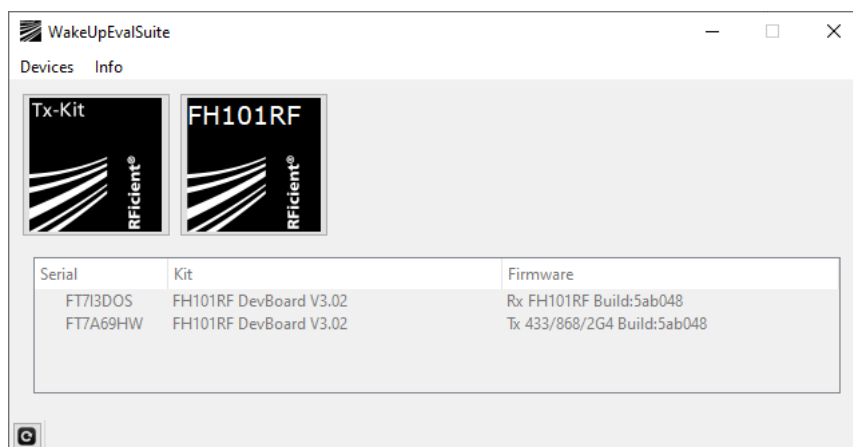 WakeUpEvalSuite
Devices Info
Tx-Kit
RFicient®
FH101RF
RFicient®
Serial Kit Firmware
FT7I3DOS FH101RF DevBoard V3.02 Rx FH101RF Build:5ab048
FT7A69HW FH101RF DevBoard V3.02 Tx 433/868/2G4 Build:5ab048